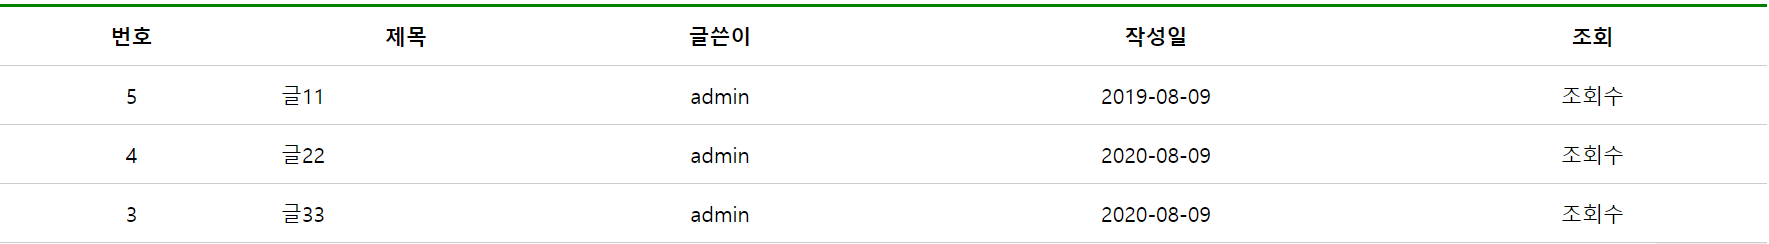 번호 제목 글쓴이 작성일 조회
5 글11 admin 2019-08-09 조회수
4 글22 admin 2020-08-09 조회수
3 글33 admin 2020-08-09 조회수